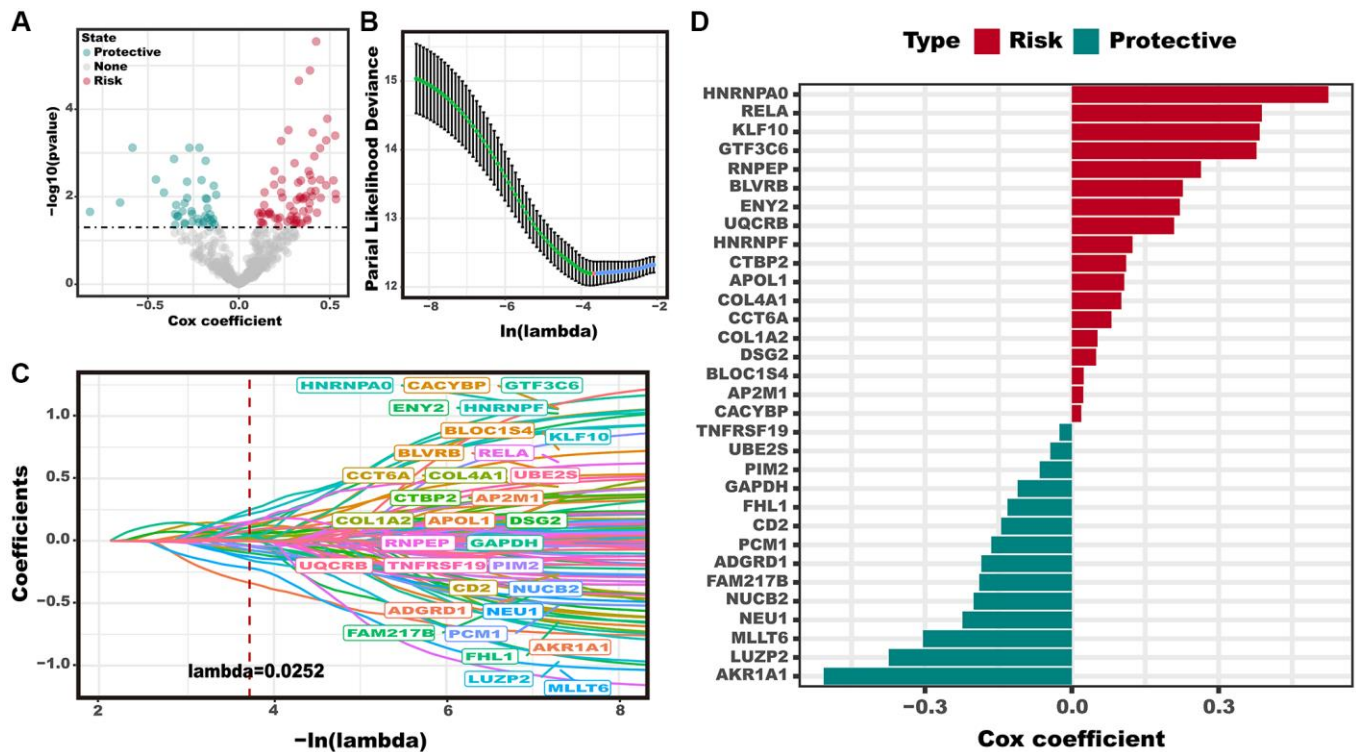 A
State
Protective
None
Risk
−log10(pvalue)
4
2
0
−0.5
0.0
0.5
Cox coefficient
B
Parial Likelihood Deviance
15
14
13
12
−8
−6
−4
−2
ln(lambda)
C
Coefficients
1.0
0.5
0.0
−0.5
−1.0
HNRNPA0 CACYBP GTF3C6
ENY2 HNRNPF
BLOC1S4 KLF10
BLVRB RELA
CCT6A COL4A1 UBE2S
CTBP2 AP2M1
COL1A2 APOL1 DSG2
RNPEP GAPDH
UQCRB TNFRSF19 PIM2
CD2 NUCB2
ADGRD1 NEU1
FAM217B PCM1
AKR1A1
FHL1
LUZP2
MLLT6
lambda=0.0252
2
4
6
8
−ln(lambda)
D
Type Risk Protective
HNRNPA0
RELA
KLF10
GTF3C6
RNPEP
BLVRB
ENY2
UQCRB
HNRNPF
CTBP2
APOL1
COL4A1
CCT6A
COL1A2
DSG2
BLOC1S4
AP2M1
CACYBP
TNFRSF19
UBE2S
PIM2
GAPDH
FHL1
CD2
PCM1
ADGRD1
FAM217B
NUCB2
NEU1
MLLT6
LUZP2
AKR1A1
−0.3
0.0
0.3
Cox coefficient